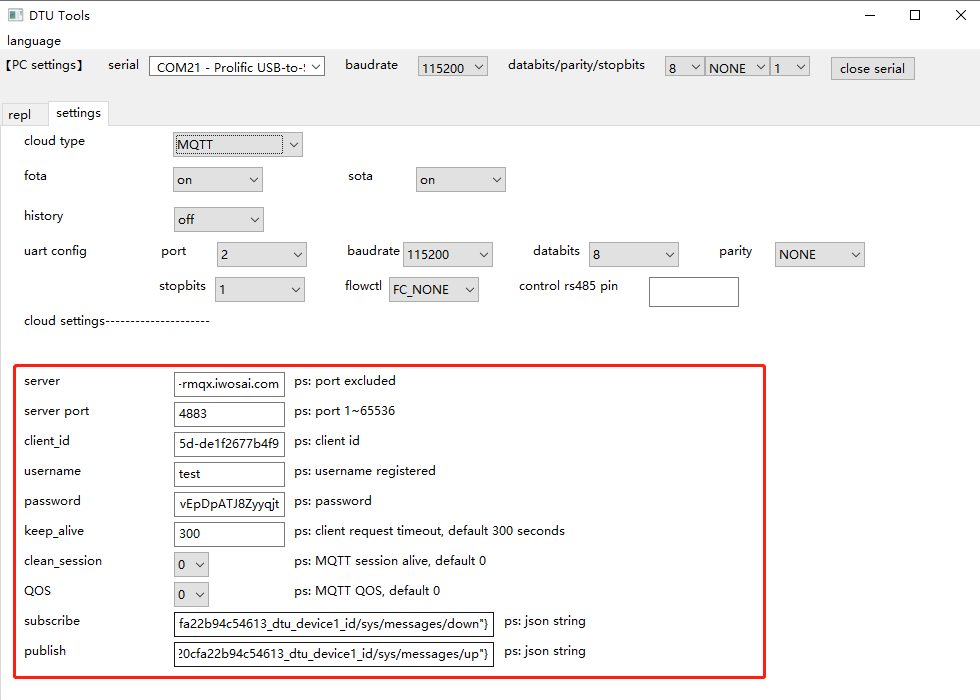 DTU Tools
language
【PC settings】 serial COM21 - Prolific USB-to- baudrate 115200 databits/parity/stopbits 8 NONE 1 close serial
repl settings
cloud type MQTT
fota on sota on
history off
uart config port 2 baudrate 115200 databits 8 parity NONE
stopbits 1 flowctl FC_NONE control rs485 pin
cloud settings---------------------
server -rmqx.iwosai.com ps: port excluded
server port 4883 ps: port 1~65536
client_id 5d-de1f2677b4f9 ps: client id
username test ps: username registered
password vEpDpATJ8Zyyqjt ps: password
keep_alive 300 ps: client request timeout, default 300 seconds
clean_session 0 ps: MQTT session alive, default 0
QOS 0 ps: MQTT QOS, default 0
subscribe fa22b94c54613_dtu_device1_id/sys/messages/down"} ps: json string
publish 20cfa22b94c54613_dtu_device1_id/sys/messages/up"} ps: json string